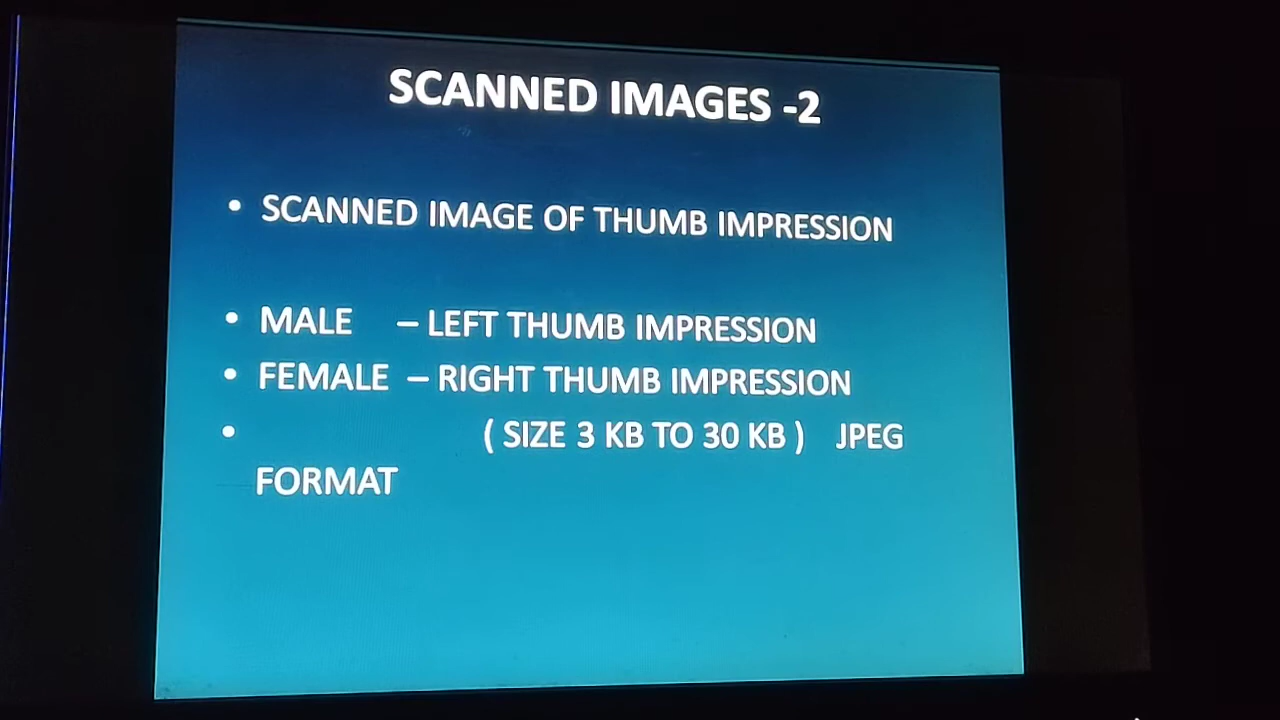 SCANNED IMAGES -2
• SCANNED IMAGE OF THUMB IMPRESSION
• MALE – LEFT THUMB IMPRESSION
• FEMALE – RIGHT THUMB IMPRESSION
• ( SIZE 3 KB TO 30 KB ) JPEG
FORMAT